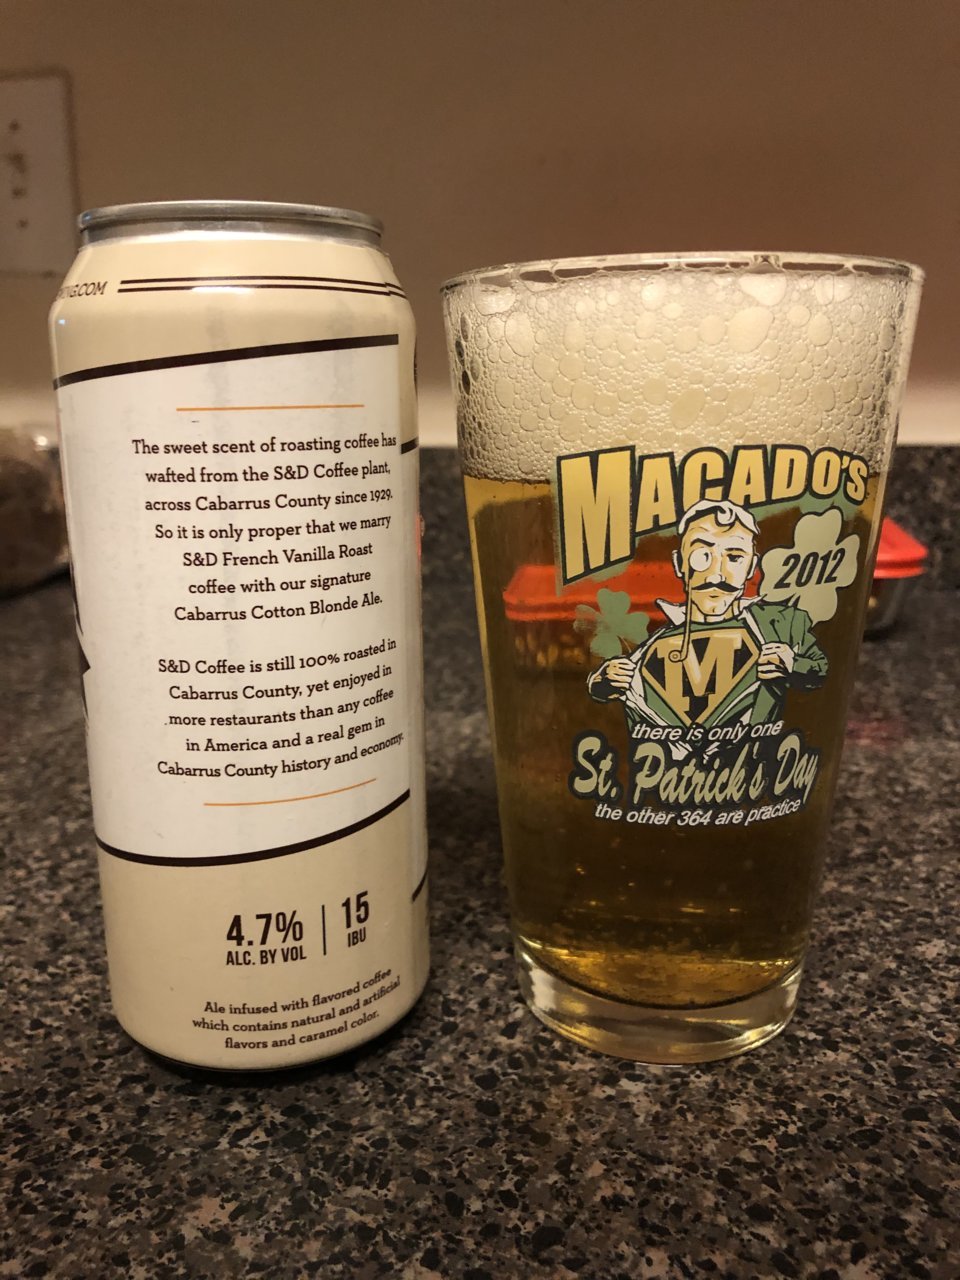 The sweet scent of roasting coffee has
wafted from the S&D Coffee plant,
across Cabarrus County since 1929.
So it is only proper that we marry
S&D French Vanilla Roast
coffee with our signature
Cabarrus Cotton Blonde Ale.
S&D Coffee is still 100% roasted in
Cabarrus County, yet enjoyed in
more restaurants than any coffee
in America and a real gem in
Cabarrus County history and economy.
4.7% | 15
ALC. BY VOL IBU
Ale infused with flavored coffee
which contains natural and artificial
flavors and caramel color.
MACADO'S
2012
M
there is only one
St. Patrick's Day
the other 364 are practice